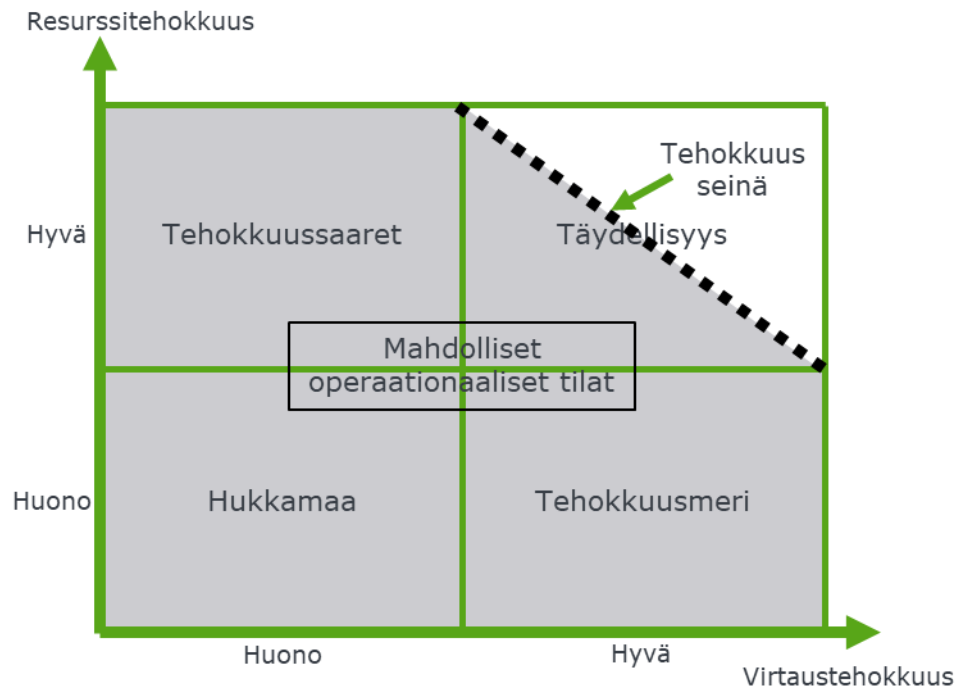 Resurssitehokkuus
Tehokkuus
seinä
Hyvä
Tehokkuussaaret
Täydellisyys
Mahdolliset
operaationaaliset tilat
Huono
Hukkamaa
Tehokkuusmeri
Huono
Hyvä
Virtaustehokkuus